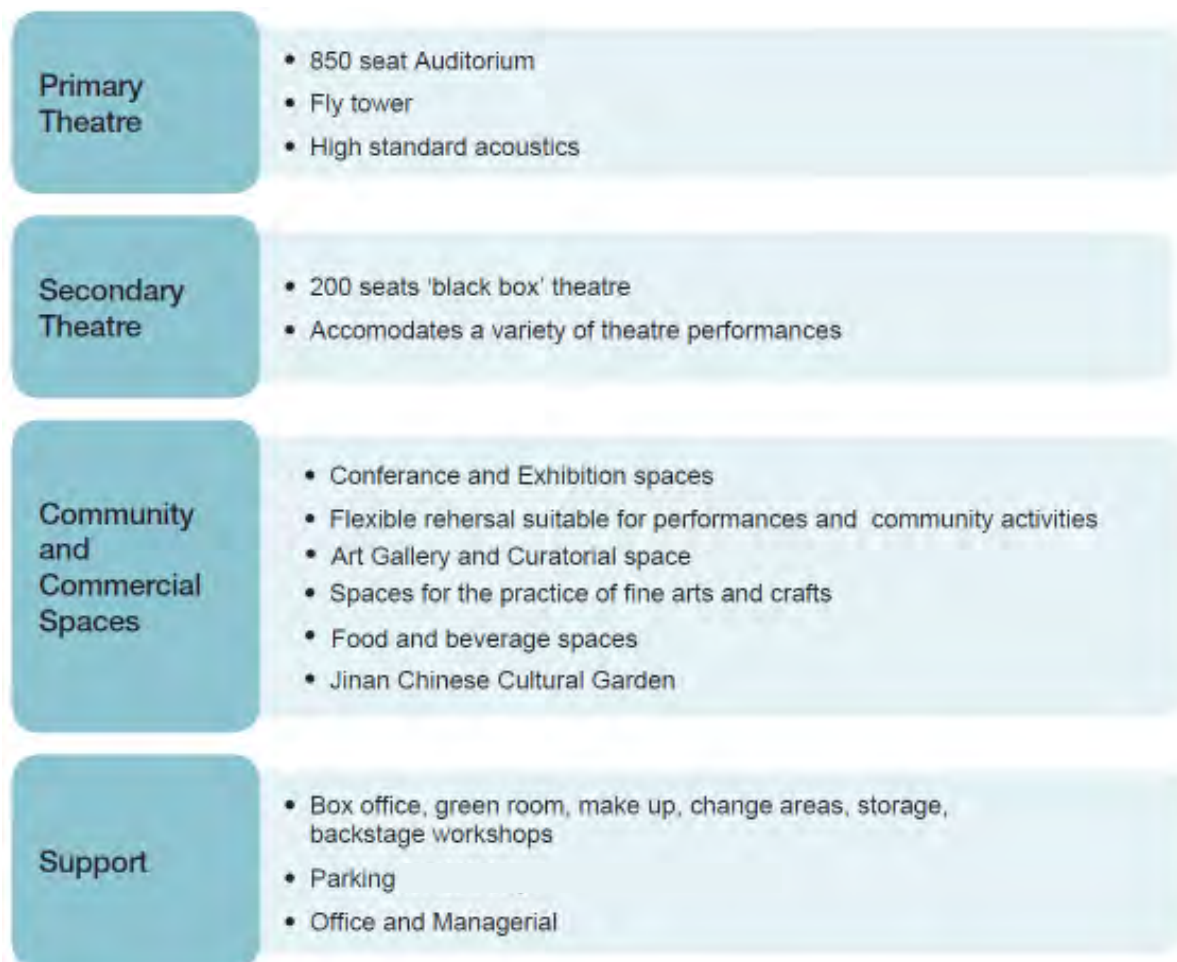 Primary
Theatre
• 850 seat Auditorium
• Fly tower
• High standard acoustics
Secondary
Theatre
• 200 seats ‘black box’ theatre
• Accomodates a variety of theatre performances
Community
and
Commercial
Spaces
• Conferance and Exhibition spaces
• Flexible rehersal suitable for performances and community activities
• Art Gallery and Curatorial space
• Spaces for the practice of fine arts and crafts
• Food and beverage spaces
• Jinan Chinese Cultural Garden
Support
• Box office, green room, make up, change areas, storage,
backstage workshops
• Parking
• Office and Managerial